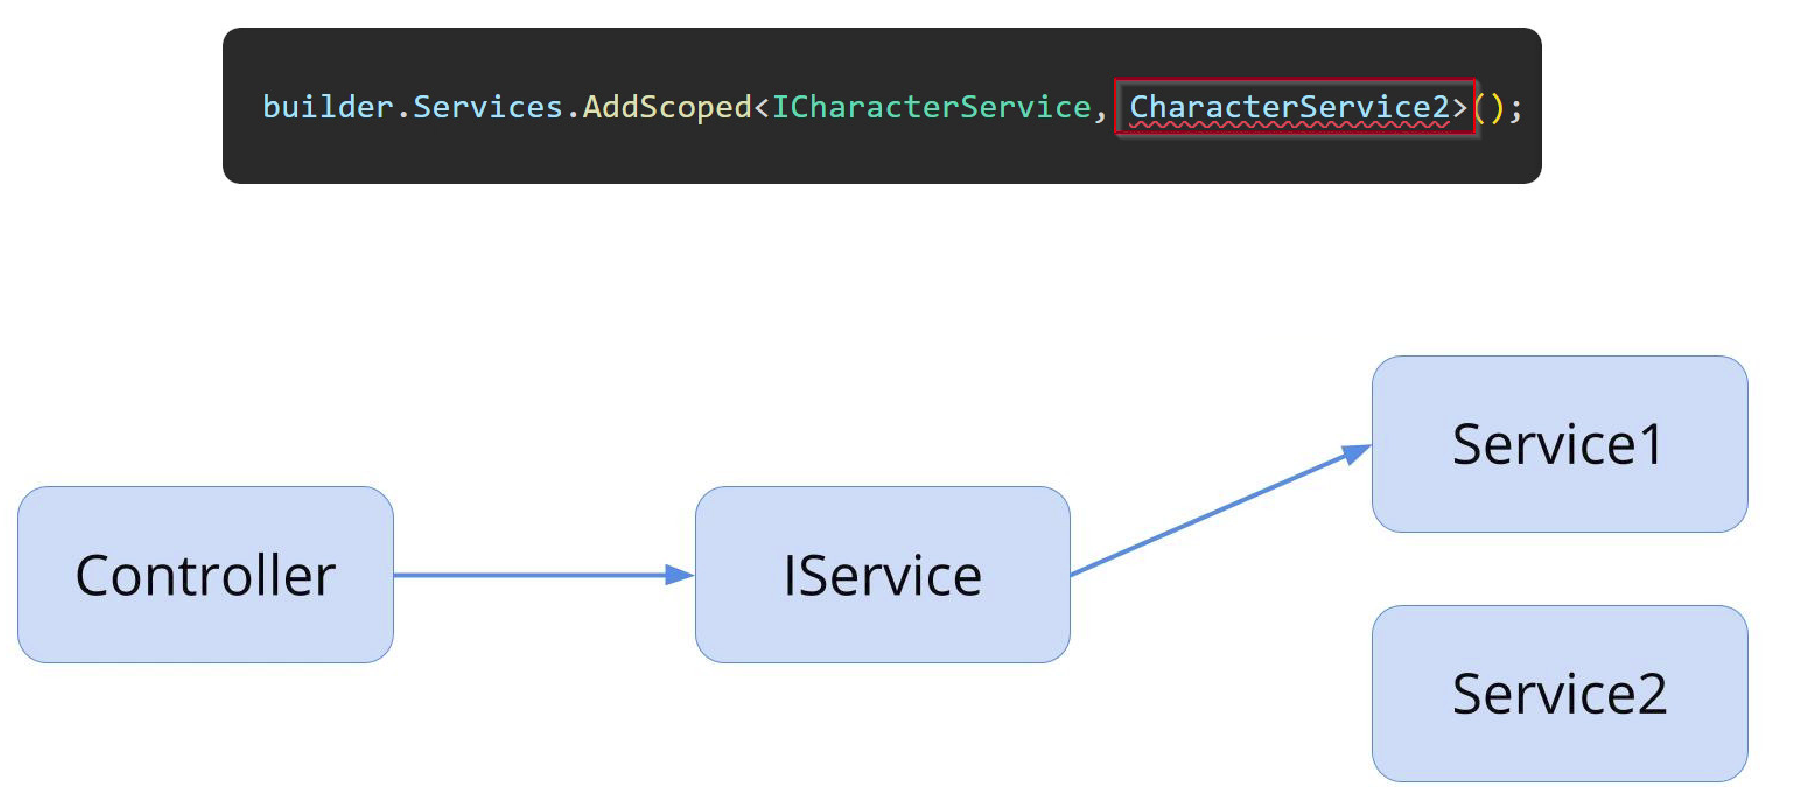 builder.Services.AddScoped<ICharacterService, CharacterService2>();
Service1
Controller
IService
Service2